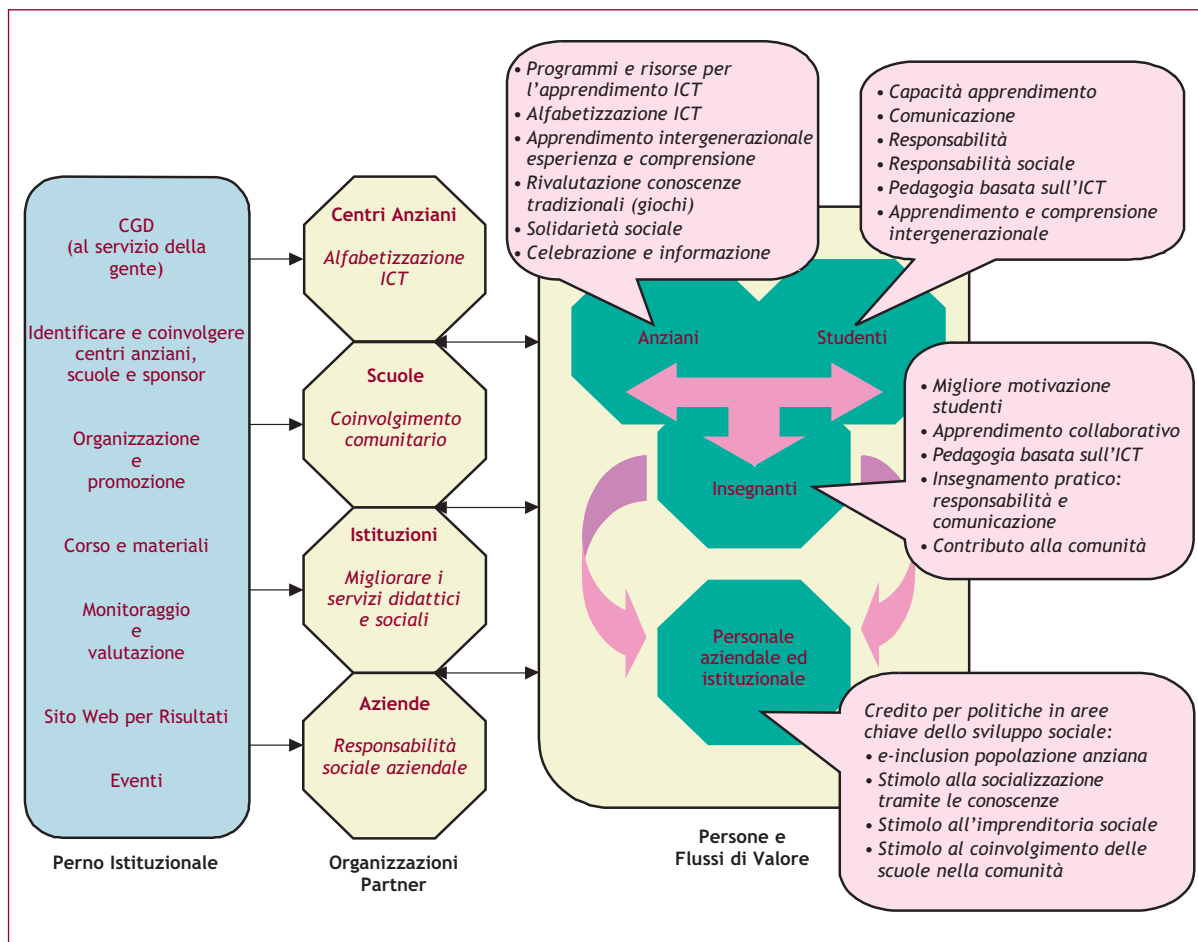 CGD
(al servizio della
gente)
Identificare e coinvolgere
centri anziani,
scuole e sponsor
Organizzazione
e
promozione
Corso e materiali
Monitoraggio
e
valutazione
Sito Web per Risultati
Eventi
Perno Istituzionale
Centri Anziani
Alfabetizzazione
ICT
Scuole
Coinvolgimento
comunitario
Istituzioni
Migliorare i
servizi didattici
e sociali
Aziende
Responsabilità
sociale aziendale
Organizzazioni
Partner
• Programmi e risorse per
l'apprendimento ICT
• Alfabetizzazione ICT
• Apprendimento intergenerazionale
esperienza e comprensione
• Rivalutazione conoscenze
tradizionali (giochi)
• Solidarietà sociale
• Celebrazione e informazione
• Capacità apprendimento
• Comunicazione
• Responsabilità
• Responsabilità sociale
• Pedagogia basata sull'ICT
• Apprendimento e comprensione
intergenerazionale
Anziani
Studenti
Insegnanti
• Migliore motivazione
studenti
• Apprendimento collaborativo
• Pedagogia basata sull'ICT
• Insegnamento pratico:
responsabilità e
comunicazione
• Contributo alla comunità
Personale
aziendale ed
istituzionale
Credito per politiche in aree
chiave dello sviluppo sociale:
• e-inclusion popolazione anziana
• Stimolo alla socializzazione
tramite le conoscenze
• Stimolo all'imprenditoria sociale
• Stimolo al coinvolgimento delle
scuole nella comunità
Persone e
Flussi di Valore